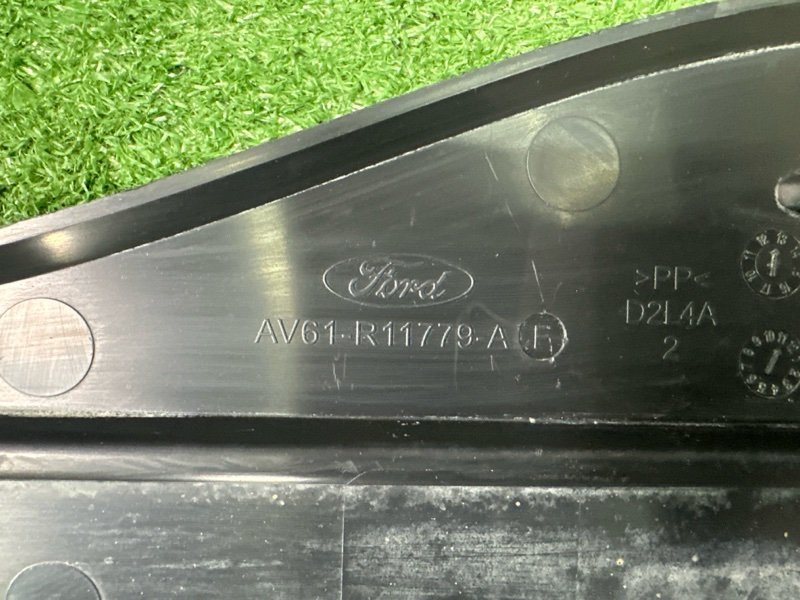 Ford
AV61-R11779-A
>PP<
D2L4A
2